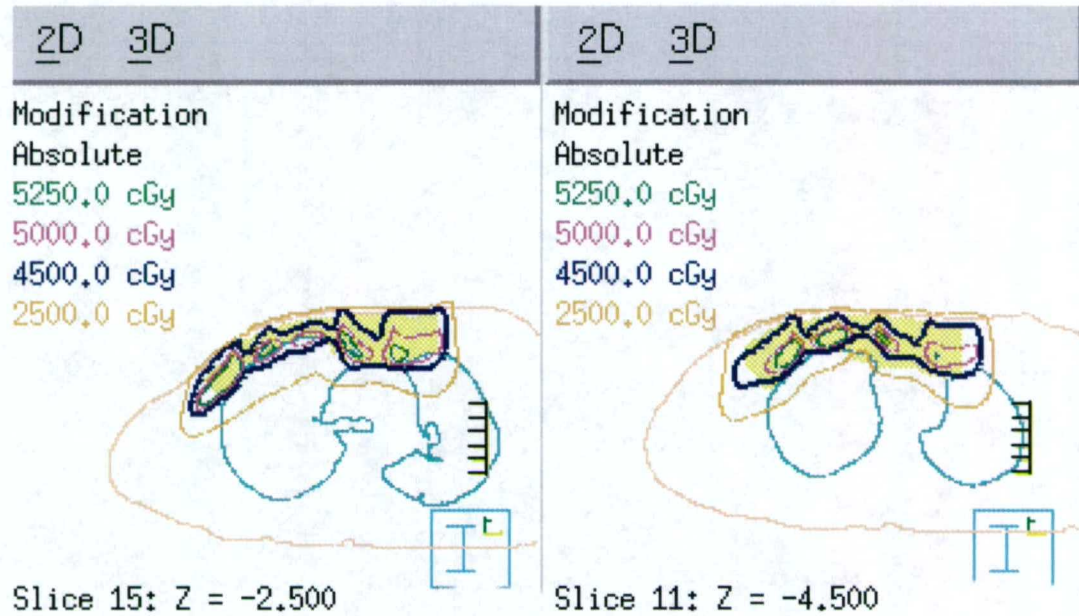 2D 3D
Modification
Absolute
5250.0 cGy
5000.0 cGy
4500.0 cGy
2500.0 cGy
Slice 15: Z = -2.500
2D 3D
Modification
Absolute
5250.0 cGy
5000.0 cGy
4500.0 cGy
2500.0 cGy
Slice 11: Z = -4.500